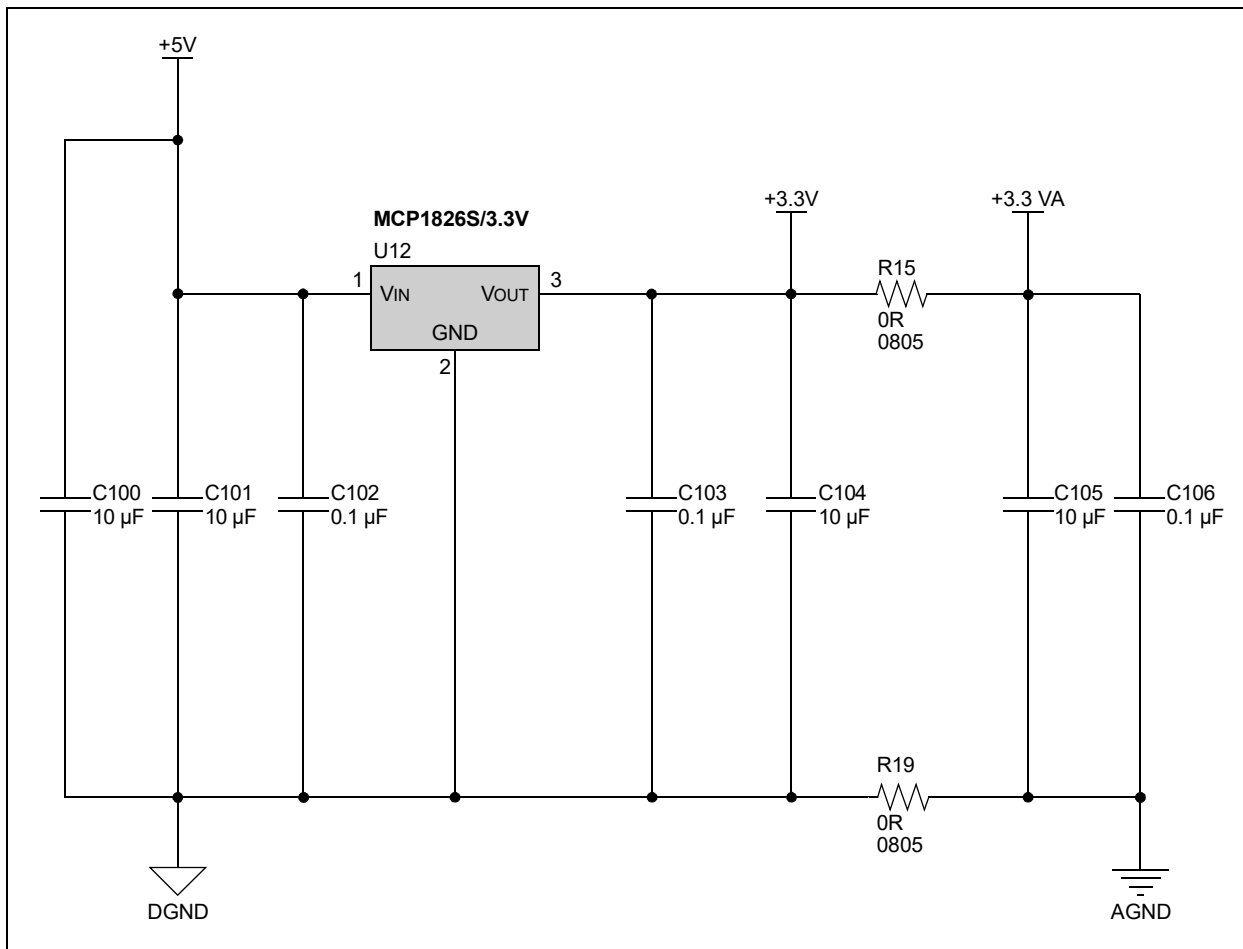 +5V
+3.3V
+3.3 VA
MCP1826S/3.3V
U12
1
VIN
VOUT
3
GND
2
R15
0R
0805
C100
10 µF
C101
10 µF
C102
0.1 µF
C103
0.1 µF
C104
10 µF
C105
10 µF
C106
0.1 µF
R19
0R
0805
DGND
AGND